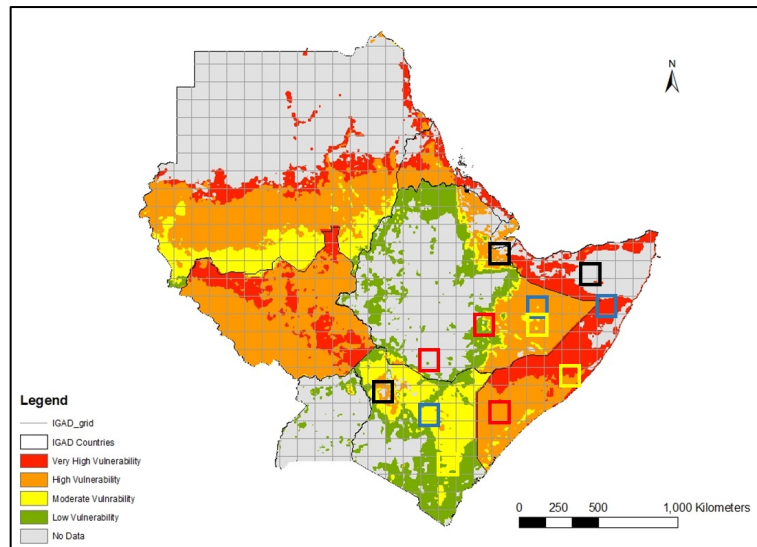 N
Legend
IGAD_grid
IGAD Countries
Very High Vulnerability
High Vulnerability
Moderate Vulnrability
Low Vulnerability
No Data
0 250 500 1,000 Kilometers